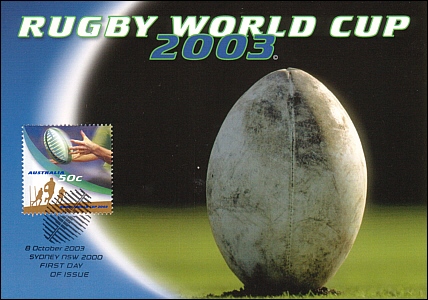 RUGBY WORLD CUP
2003
AUSTRALIA
50c
8 October 2003
SYDNEY NSW 2000
FIRST DAY
OF ISSUE